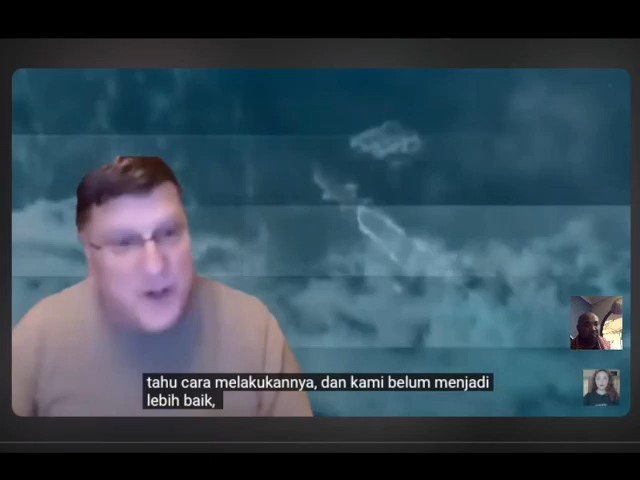 tahu cara melakukannya, dan kami belum menjadi
lebih baik,